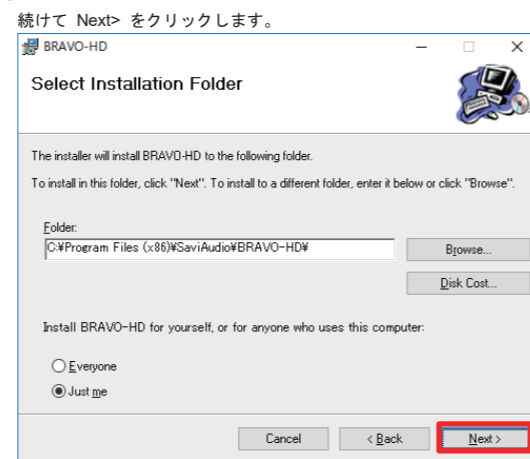 続けて Next> をクリックします。
BRAVO-HD
Select Installation Folder
The installer will install BRAVO-HD to the following folder.
To install in this folder, click "Next". To install to a different folder, enter it below or click "Browse".
Folder:
C:¥Program Files (x86)¥SaviAudio¥BRAVO-HD¥
Browse...
Disk Cost...
Install BRAVO-HD for yourself, or for anyone who uses this computer:
Everyone
Just me
Cancel
< Back
Next >